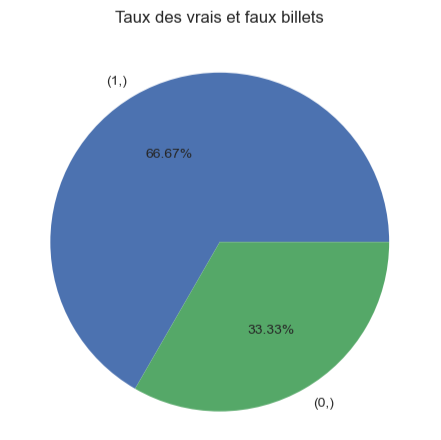 Taux des vrais et faux billets
(1,)
66.67%
33.33%
(0,)